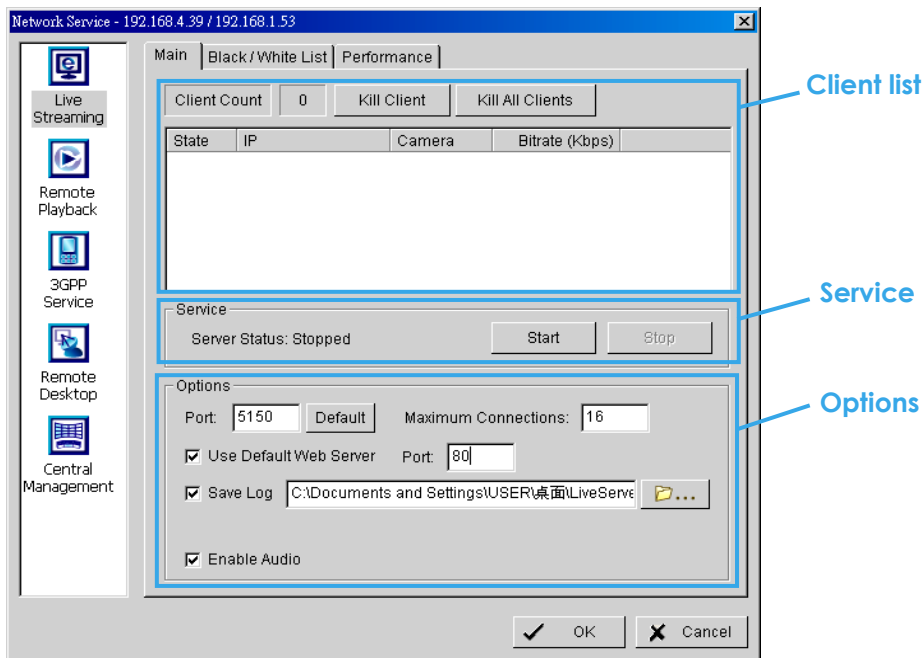 Network Service - 192.168.4.39 / 192.168.1.53
Live
Streaming
Remote
Playback
3GPP
Service
Remote
Desktop
Central
Management
Main Black / White List Performance
Client Count 0 Kill Client Kill All Clients
State IP Camera Bitrate (Kbps)
Client list
Service
Server Status: Stopped Start Stop
Service
Options
Port: 5150 Default Maximum Connections: 16
Use Default Web Server Port: 80
Save Log C:\Documents and Settings\USER\桌面\LiveServe ...
Enable Audio
Options
OK Cancel